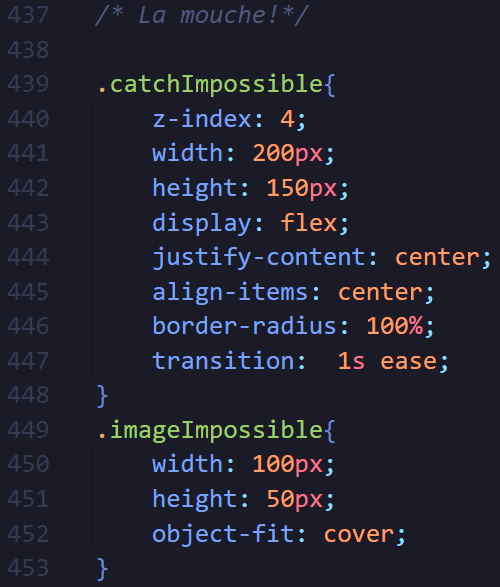 437 /* La mouche!*/
438
439 .catchImpossible{
440 z-index: 4;
441 width: 200px;
442 height: 150px;
443 display: flex;
444 justify-content: center;
445 align-items: center;
446 border-radius: 100%;
447 transition:  1s ease;
448 }
449 .imageImpossible{
450 width: 100px;
451 height: 50px;
452 object-fit: cover;
453 }